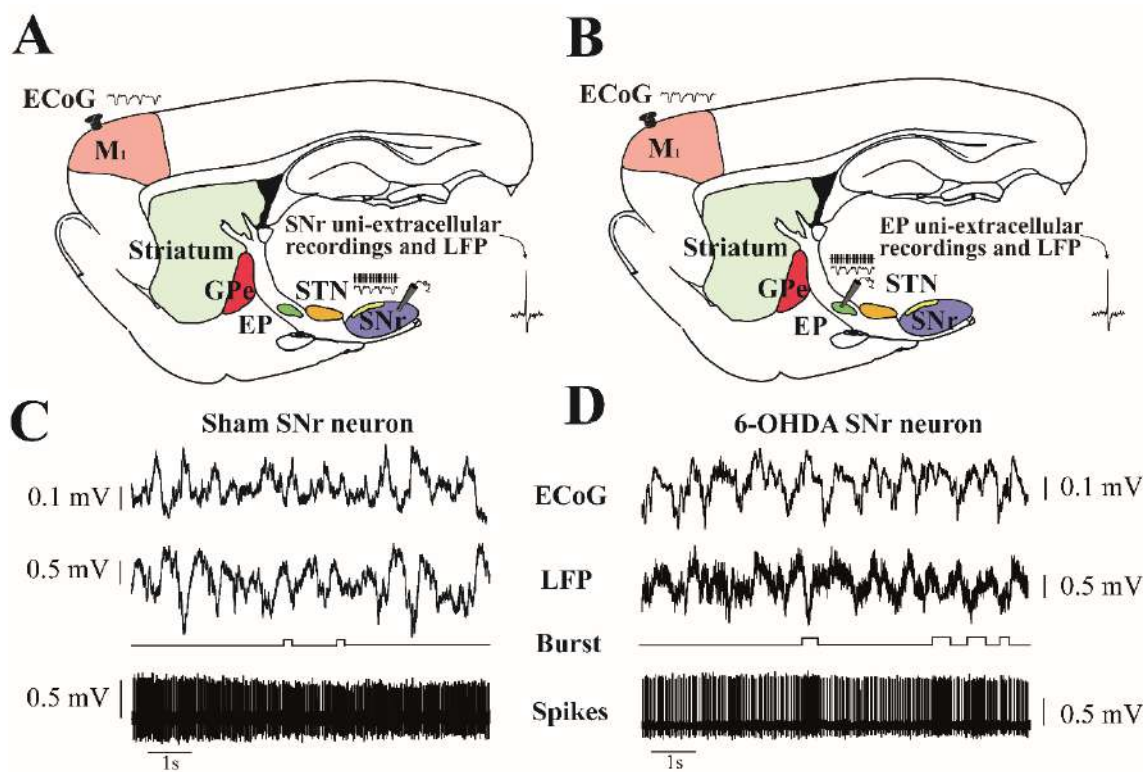 A
ECoG
M1
Striatum
GPe
EP
STN
SNr
SNr uni-extracellular
recordings and LFP
B
ECoG
M1
Striatum
GPe
EP
STN
SNr
EP uni-extracellular
recordings and LFP
C
Sham SNr neuron
0.1 mV
0.5 mV
0.5 mV
1s
ECoG
LFP
Burst
Spikes
D
6-OHDA SNr neuron
0.1 mV
0.5 mV
0.5 mV
1s